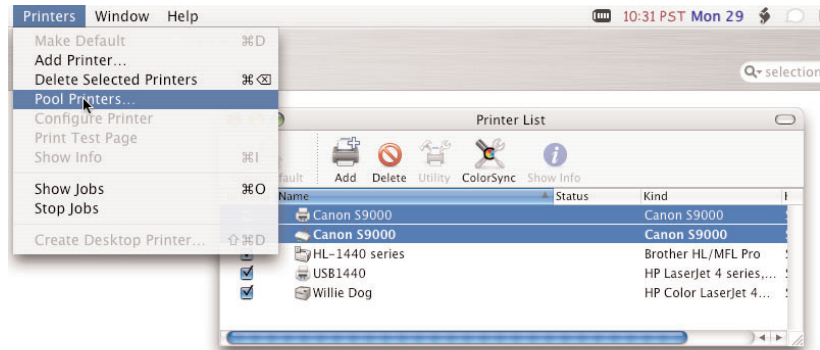 Printers Window Help 10:31 PST Mon 29
Make Default ⌘D
Add Printer...
Delete Selected Printers ⌘⌫
Pool Printers...
Configure Printer
Print Test Page
Show Info ⌘I
Show Jobs ⌘O
Stop Jobs
Create Desktop Printer... ⇧⌘D
selection
Printer List
Add Delete Utility ColorSync Show Info
Name Status Kind
Canon S9000 Canon S9000
Canon S9000 Canon S9000
HL-1440 series Brother HL/MFL Pro
USB1440 HP LaserJet 4 series,...
Willie Dog HP Color LaserJet 4...